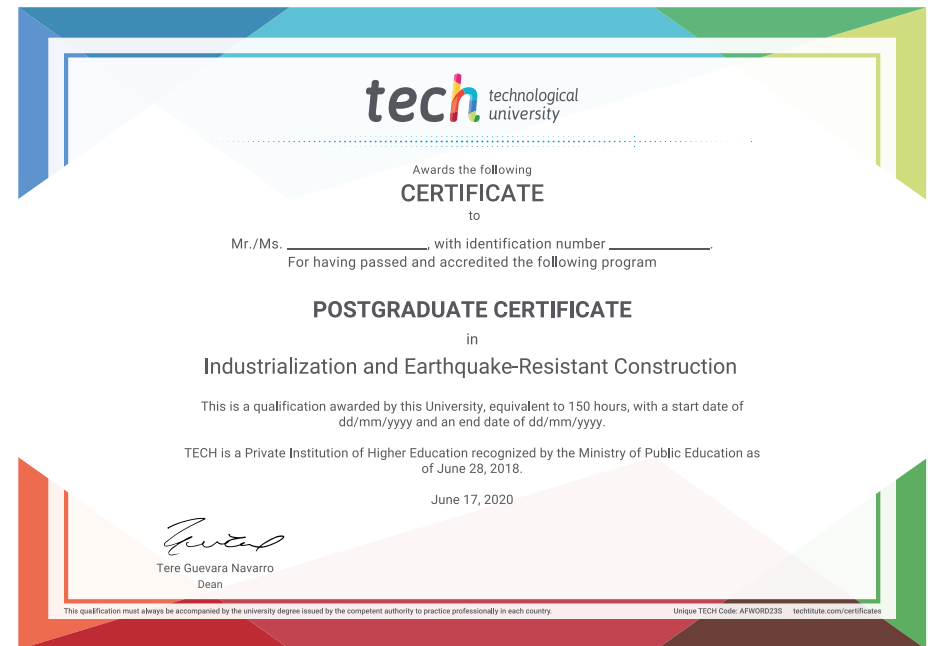 tech technological
university
Awards the following
CERTIFICATE
to
Mr./Ms. ____________________, with identification number ______________.
For having passed and accredited the following program
POSTGRADUATE CERTIFICATE
in
Industrialization and Earthquake-Resistant Construction
This is a qualification awarded by this University, equivalent to 150 hours, with a start date of
dd/mm/yyyy and an end date of dd/mm/yyyy.
TECH is a Private Institution of Higher Education recognized by the Ministry of Public Education as
of June 28, 2018.
June 17, 2020
Tere Guevara Navarro
Dean
This qualification must always be accompanied by the university degree issued by the competent authority to practice professionally in each country. Unique TECH Code: AFWORD23S techtitute.com/certificates